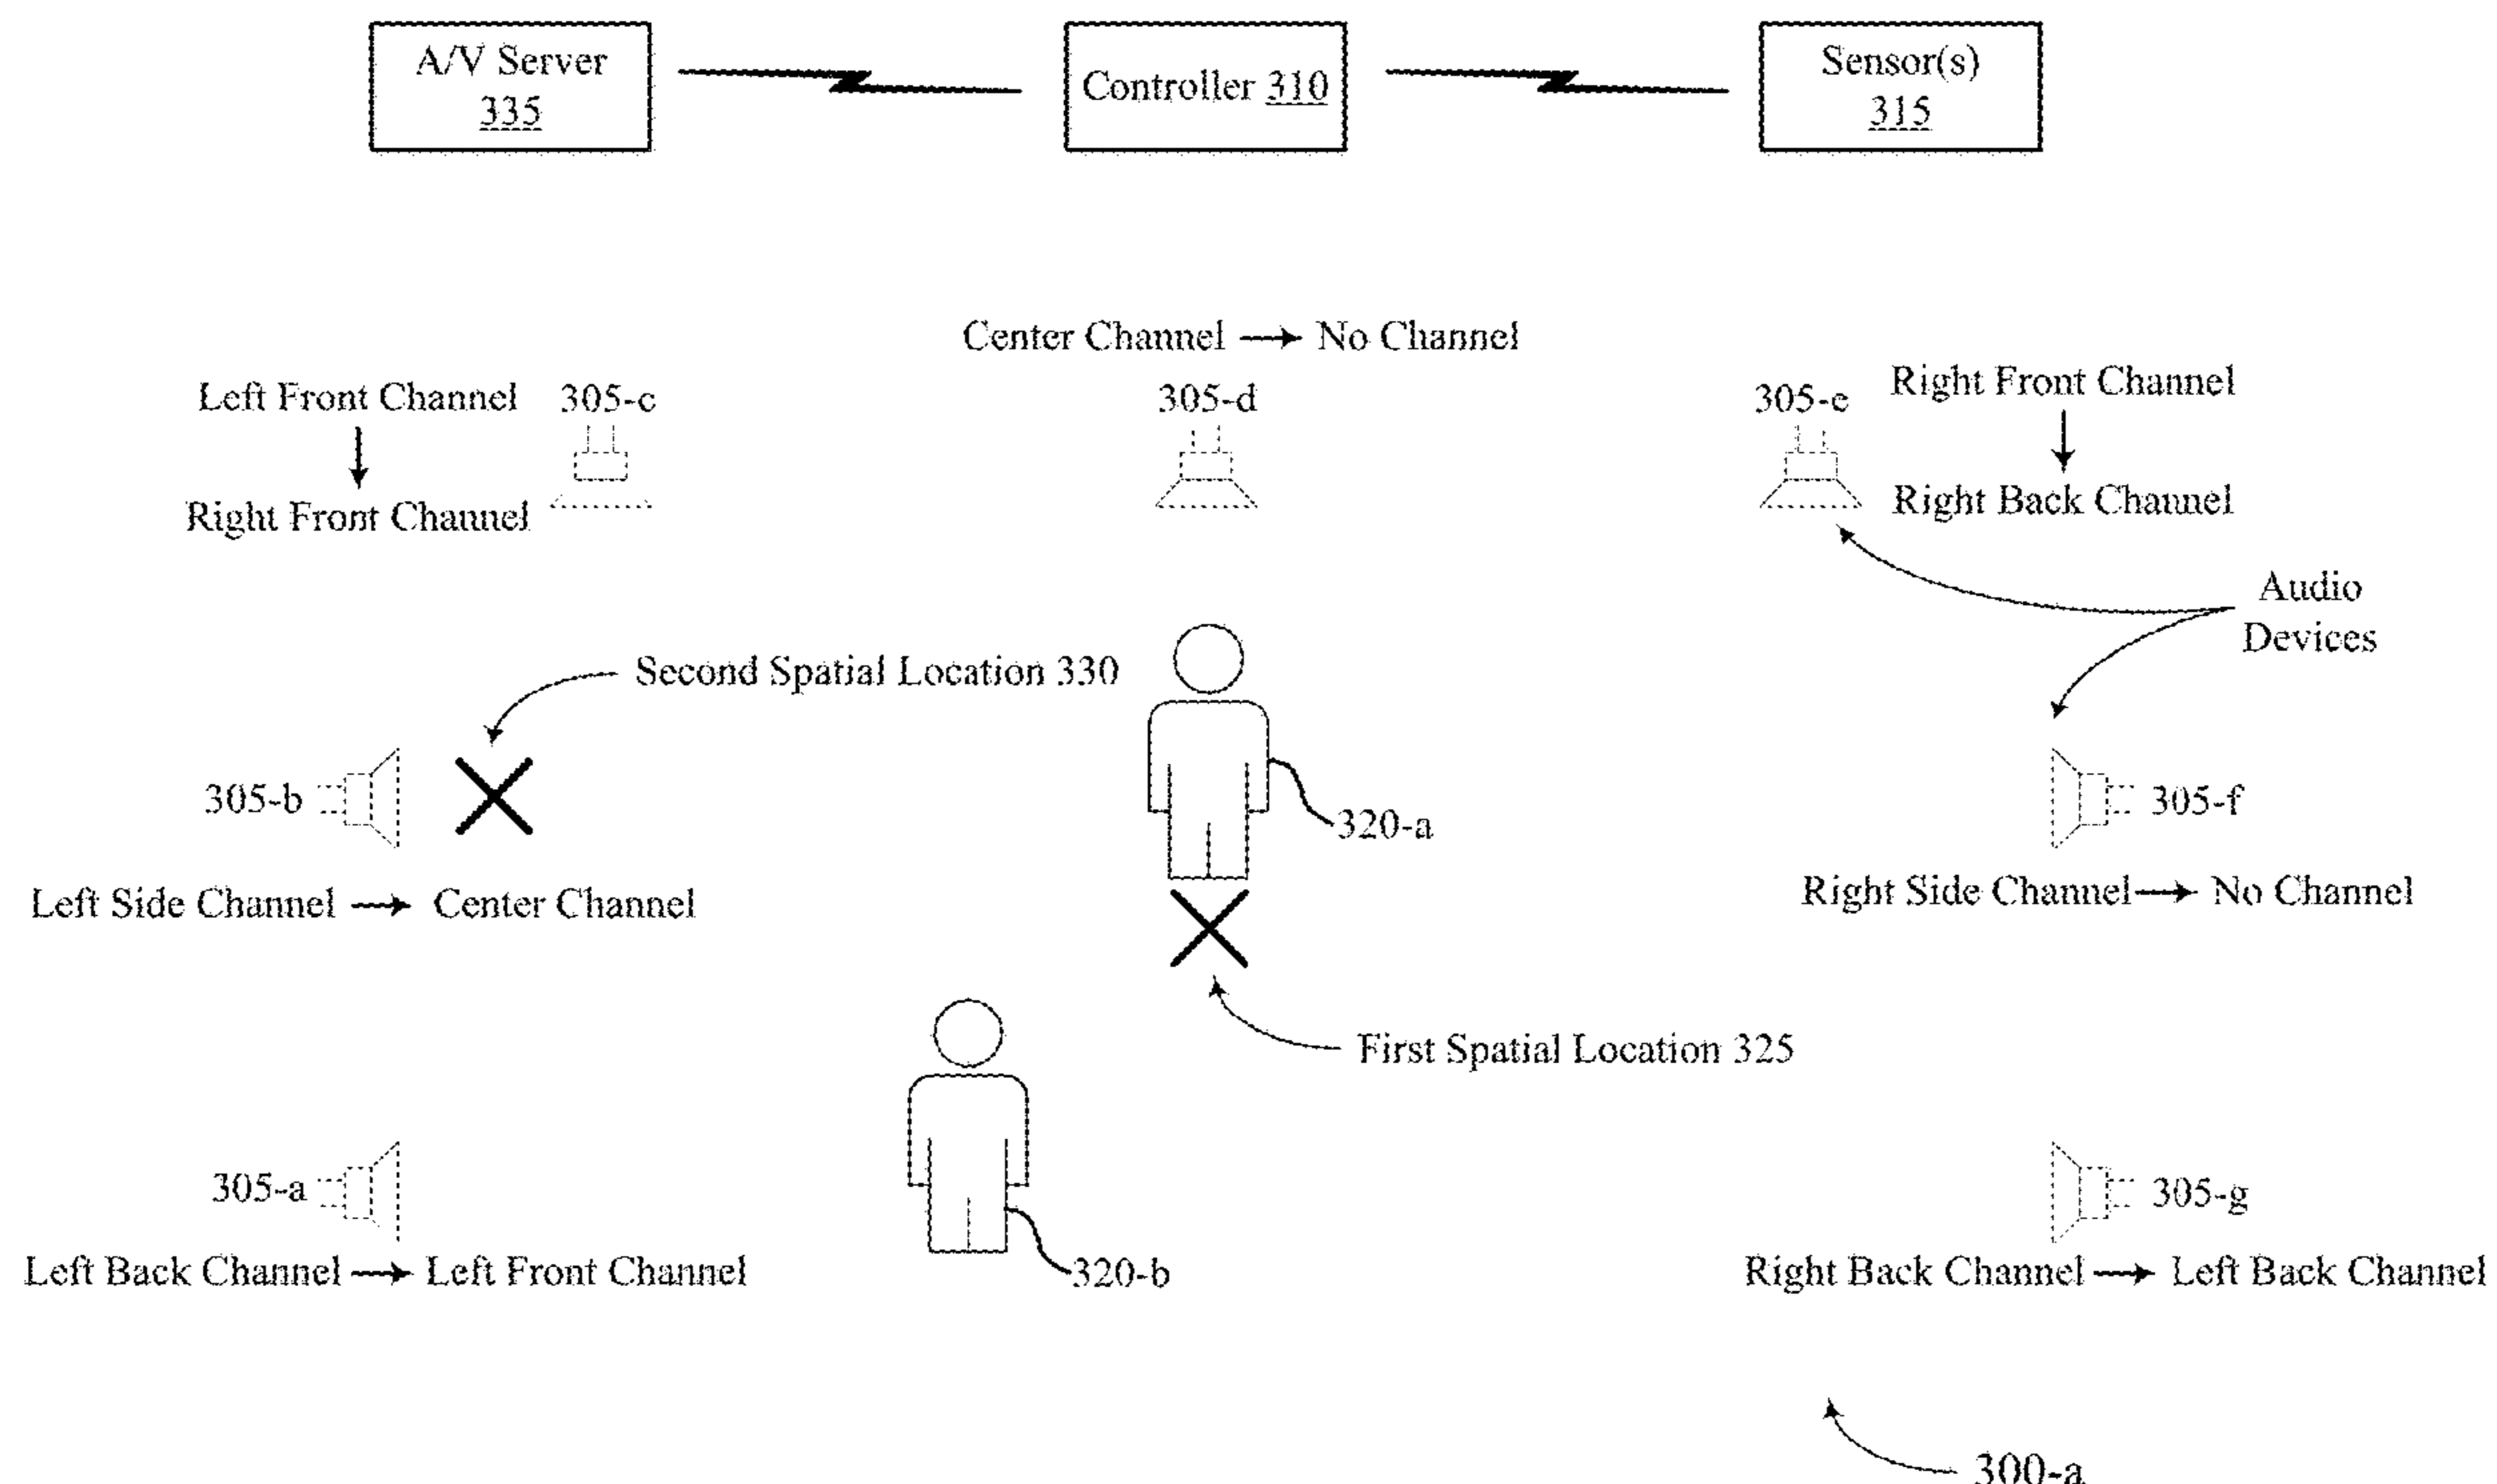 A/V Server
335
Controller 310
Sensor(s)
315
Center Channel → No Channel
Left Front Channel
305-c
305-d
305-e
Right Front Channel
Right Front Channel
Right Back Channel
Audio
Devices
Second Spatial Location 330
305-b
320-a
305-f
Left Side Channel → Center Channel
Right Side Channel → No Channel
First Spatial Location 325
305-a
305-g
Left Back Channel → Left Front Channel
320-b
Right Back Channel → Left Back Channel
300-a